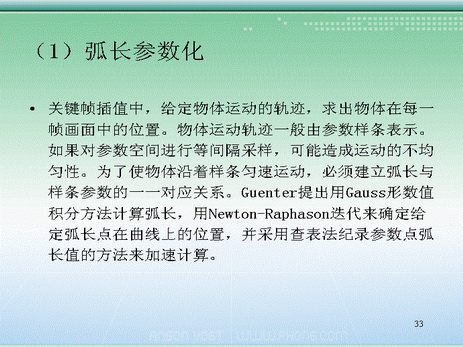 （1）弧长参数化
• 关键帧插值中，给定物体运动的轨迹，求出物体在每一
帧画面中的位置。物体运动轨迹一般由参数样条表示。
如果对参数空间进行等间隔采样，可能造成运动的不均
匀性。为了使物体沿着样条匀速运动，必须建立弧长与
样条参数的一一对应关系。Guenter提出用Gauss形数值
积分方法计算弧长，用Newton-Raphason迭代来确定给
定弧长点在曲线上的位置，并采用查表法纪录参数点弧
长值的方法来加速计算。
33